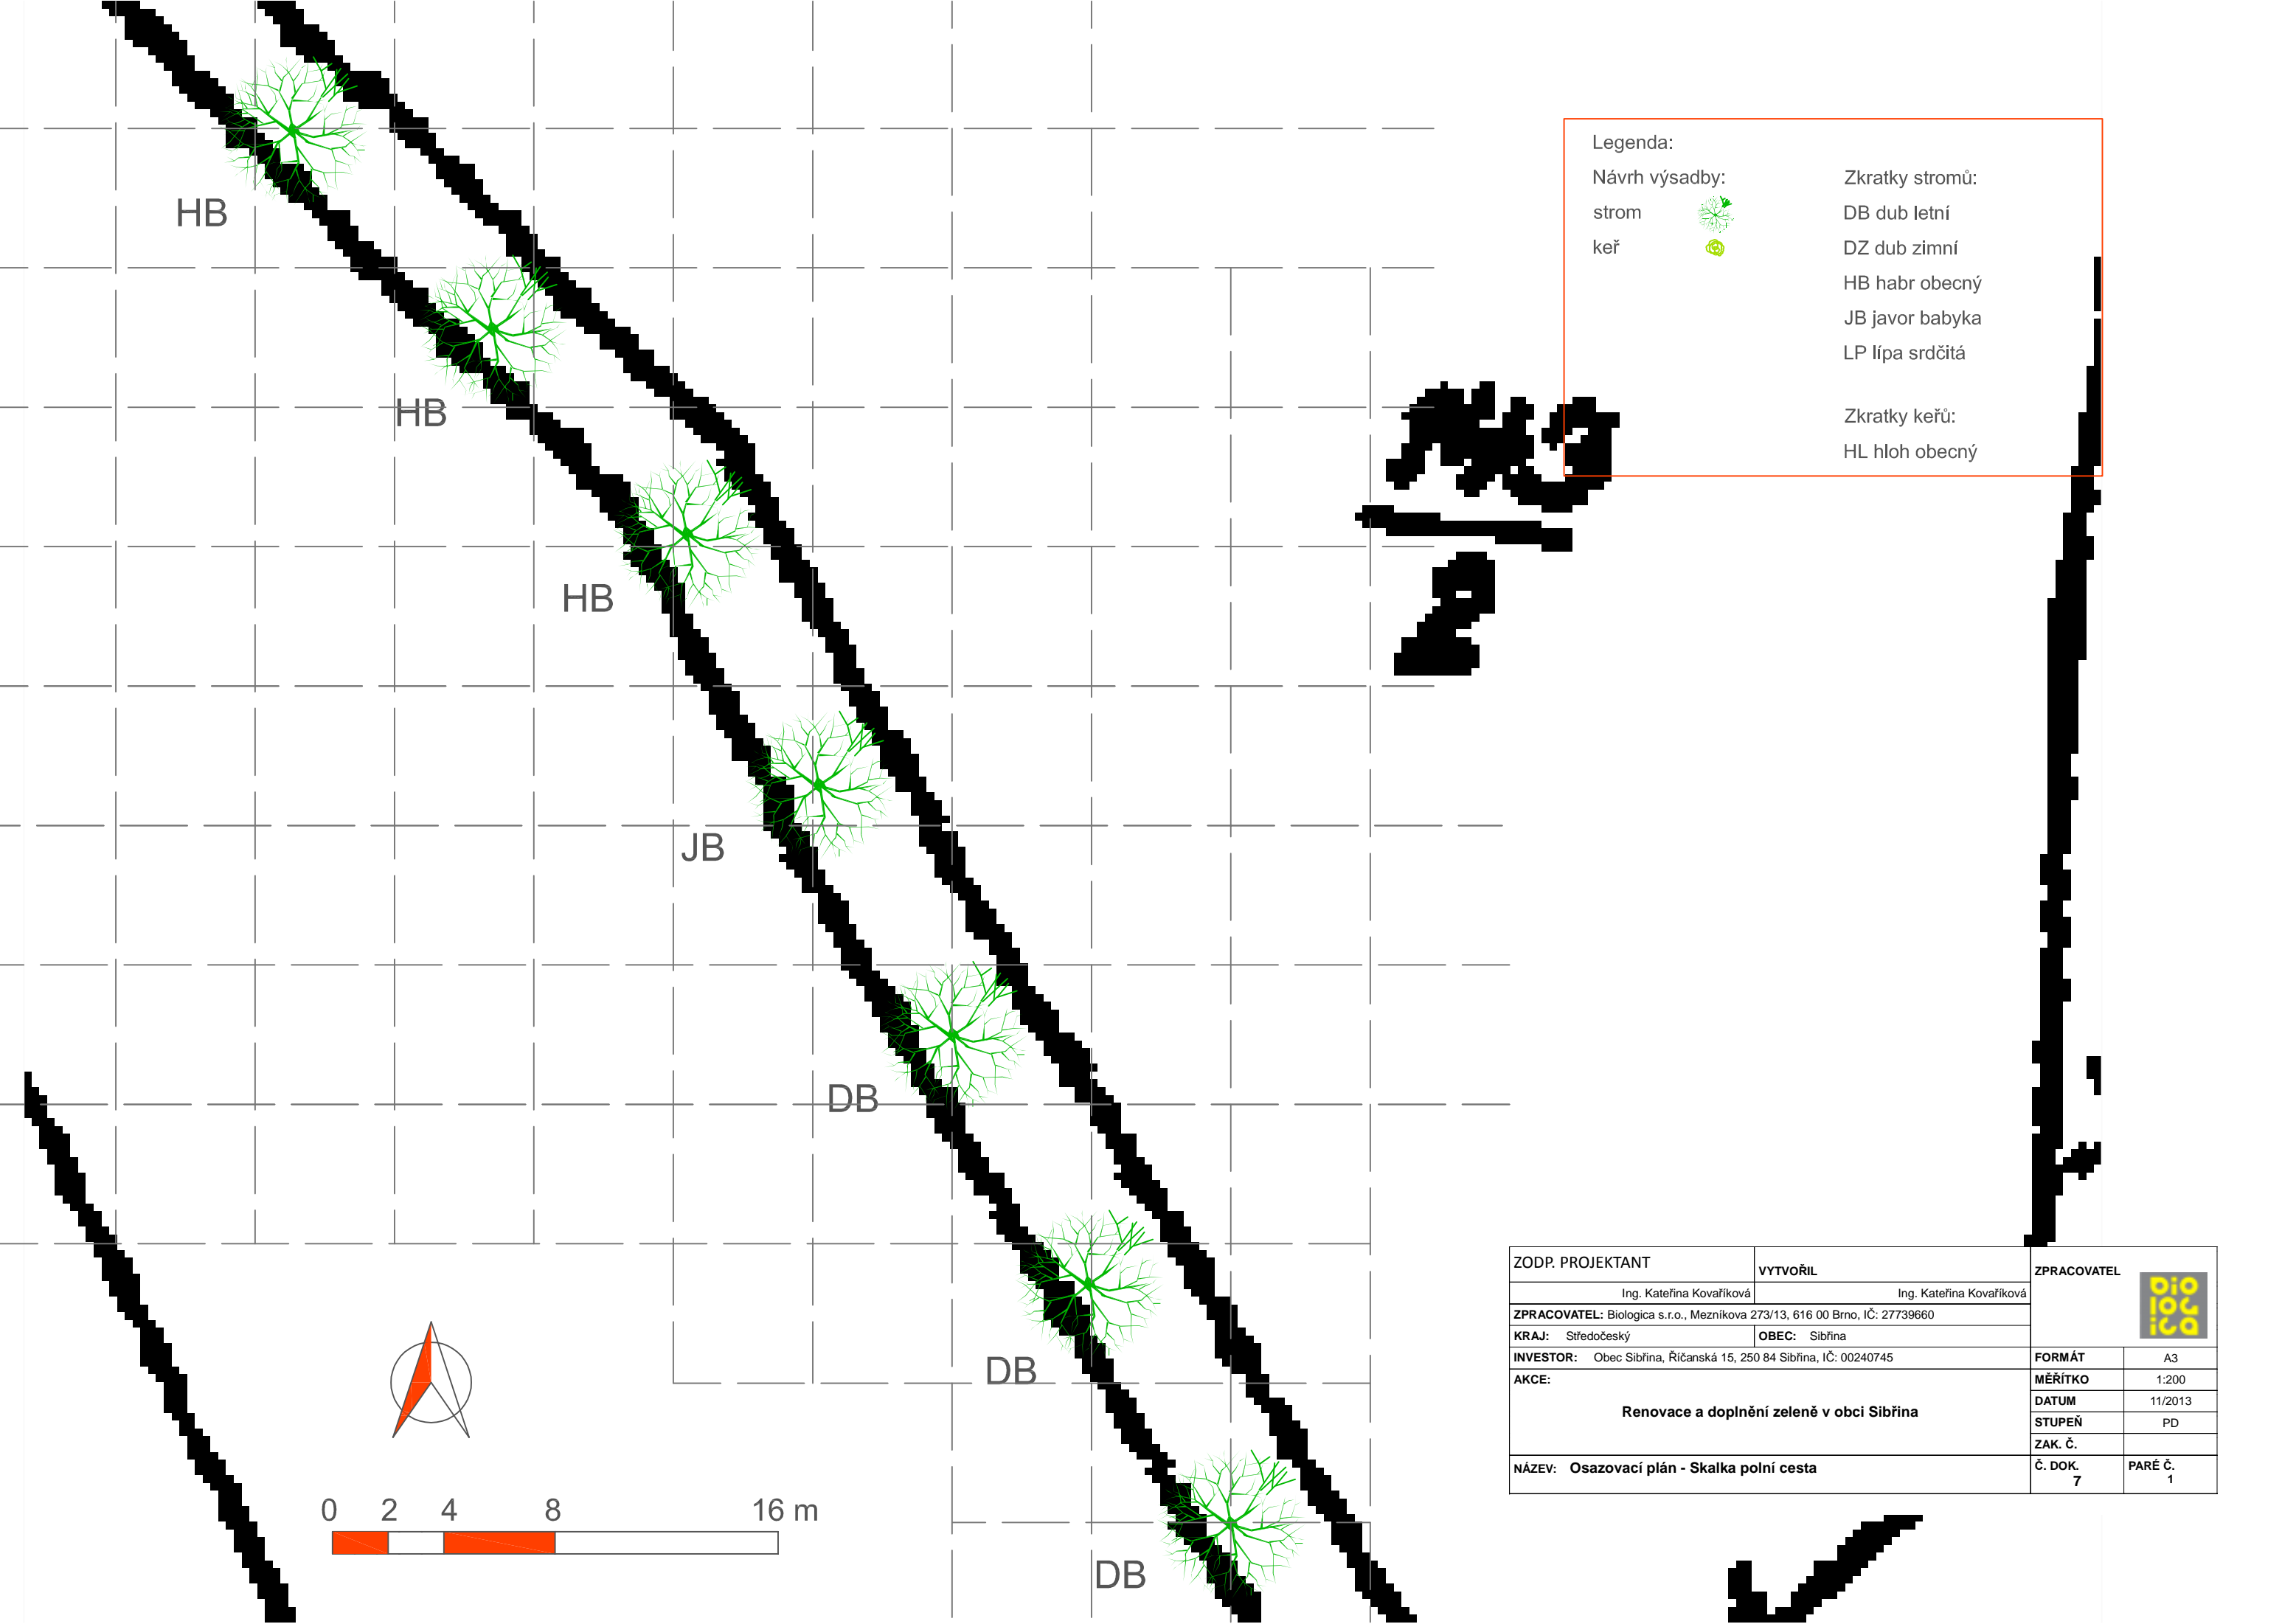 HB
HB
HB
JB
DB
DB
DB
Legenda:
Návrh výsadby:
strom
keř
Zkratky stromů:
DB dub letní
DZ dub zimní
HB habr obecný
JB javor babyka
LP lípa srdčitá
Zkratky keřů:
HL hloh obecný
2
0 2 4 8 16 m
ZODP. PROJEKTANT VYTVOŘIL ZPRACOVATEL
Ing. Kateřina Kovaříková Ing. Kateřina Kovaříková
biologica
ZPRACOVATEL: Biologica s.r.o., Mezníkova 273/13, 616 00 Brno, IČ: 27739660
KRAJ: Středočeský OBEC: Sibřina
INVESTOR: Obec Sibřina, Říčanská 15, 250 84 Sibřina, IČ: 00240745
FORMÁT A3
AKCE:
MĚŘÍTKO 1:200
Renovace a doplnění zeleně v obci Sibřina
DATUM 11/2013
STUPEŇ PD
ZAK. Č.
NÁZEV: Osazovací plán - Skalka polní cesta
Č. DOK. PARÉ Č.
7 1